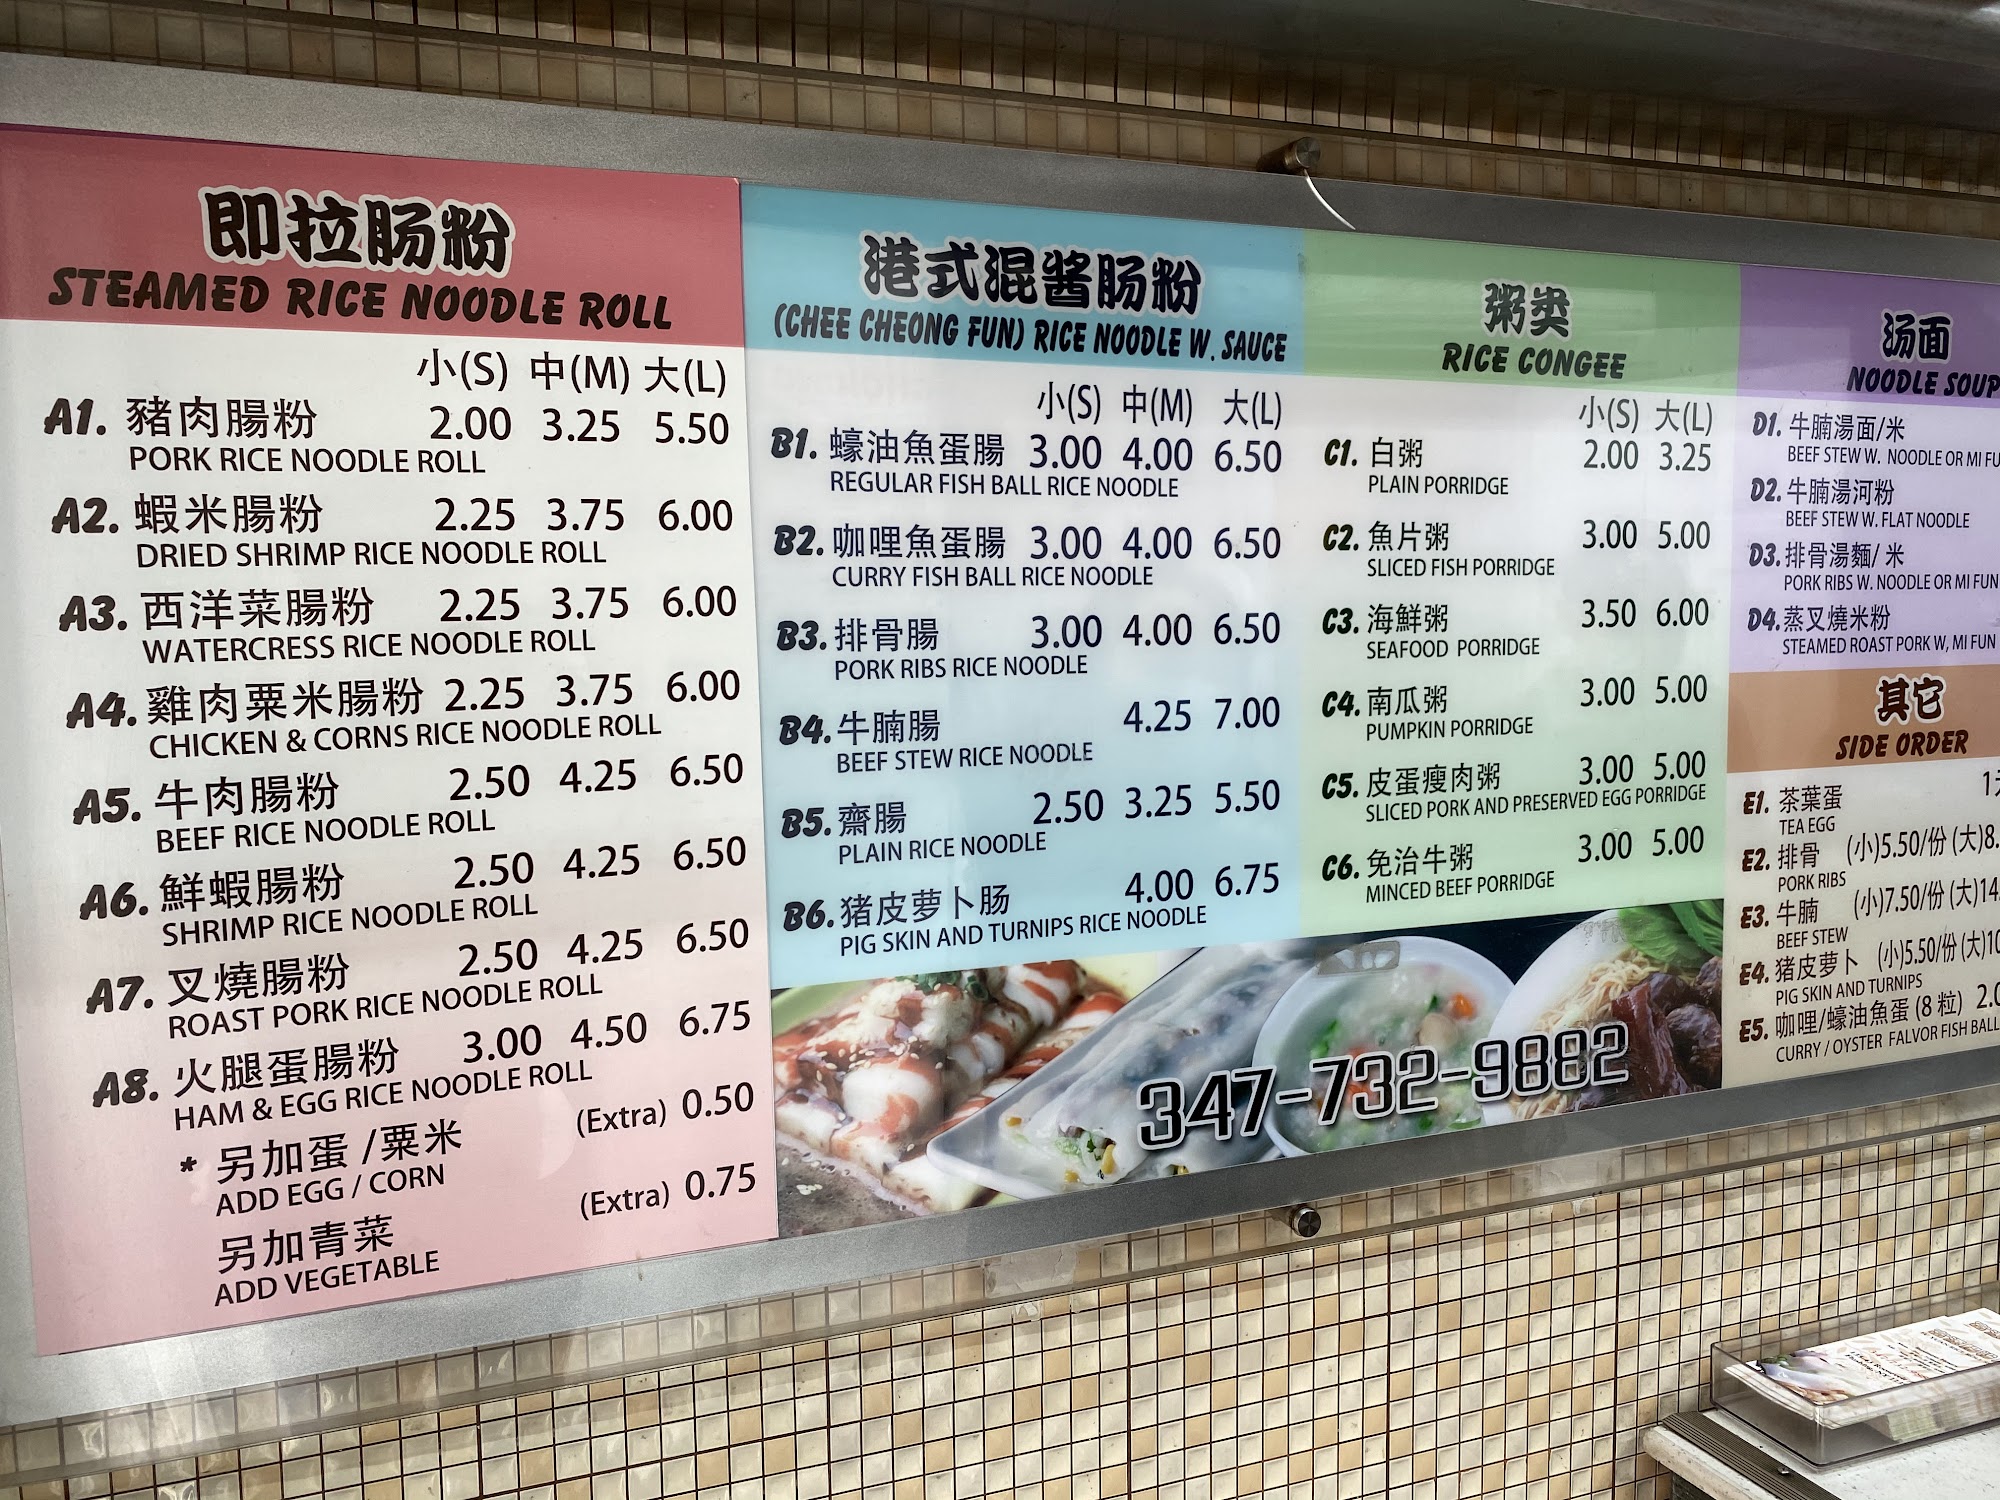 即拉肠粉
STEAMED RICE NOODLE ROLL
小(S) 中(M) 大(L)
A1. 豬肉腸粉 2.00 3.25 5.50
PORK RICE NOODLE ROLL
A2. 蝦米腸粉 2.25 3.75 6.00
DRIED SHRIMP RICE NOODLE ROLL
A3. 西洋菜腸粉 2.25 3.75 6.00
WATERCRESS RICE NOODLE ROLL
A4. 雞肉粟米腸粉 2.25 3.75 6.00
CHICKEN & CORNS RICE NOODLE ROLL
A5. 牛肉腸粉 2.50 4.25 6.50
BEEF RICE NOODLE ROLL
A6. 鮮蝦腸粉 2.50 4.25 6.50
SHRIMP RICE NOODLE ROLL
A7. 叉燒腸粉 2.50 4.25 6.50
ROAST PORK RICE NOODLE ROLL
A8. 火腿蛋腸粉 3.00 4.50 6.75
HAM & EGG RICE NOODLE ROLL
* 另加蛋 /粟米 (Extra) 0.50
ADD EGG / CORN
另加青菜 (Extra) 0.75
ADD VEGETABLE
港式混酱肠粉
(CHEE CHEONG FUN) RICE NOODLE W. SAUCE
小(S) 中(M) 大(L)
B1. 蠔油魚蛋腸 3.00 4.00 6.50
REGULAR FISH BALL RICE NOODLE
B2. 咖哩魚蛋腸 3.00 4.00 6.50
CURRY FISH BALL RICE NOODLE
B3. 排骨腸 3.00 4.00 6.50
PORK RIBS RICE NOODLE
B4. 牛腩腸 4.25 7.00
BEEF STEW RICE NOODLE
B5. 齋腸 2.50 3.25 5.50
PLAIN RICE NOODLE
B6. 猪皮萝卜肠 4.00 6.75
PIG SKIN AND TURNIPS RICE NOODLE
粥类
RICE CONGEE
小(S) 大(L)
C1. 白粥 2.00 3.25
PLAIN PORRIDGE
C2. 魚片粥 3.00 5.00
SLICED FISH PORRIDGE
C3. 海鮮粥 3.50 6.00
SEAFOOD PORRIDGE
C4. 南瓜粥 3.00 5.00
PUMPKIN PORRIDGE
C5. 皮蛋瘦肉粥 3.00 5.00
SLICED PORK AND PRESERVED EGG PORRIDGE
C6. 免治牛粥 3.00 5.00
MINCED BEEF PORRIDGE
347-732-9882
汤面
NOODLE SOUP
D1. 牛腩湯面/米
BEEF STEW W. NOODLE OR MI FU
D2. 牛腩湯河粉
BEEF STEW W. FLAT NOODLE
D3. 排骨湯麵/ 米
PORK RIBS W. NOODLE OR MI FUN
D4. 蒸叉燒米粉
STEAMED ROAST PORK W, MI FUN
其它
SIDE ORDER
E1. 茶葉蛋 1
TEA EGG
E2. 排骨 (小)5.50/份 (大)8.
PORK RIBS
E3. 牛腩 (小)7.50/份 (大)14
BEEF STEW
E4. 猪皮萝卜 (小)5.50/份 (大)10
PIG SKIN AND TURNIPS
E5. 咖哩/蠔油魚蛋 (8 粒) 2.0
CURRY / OYSTER FALVOR FISH BALL